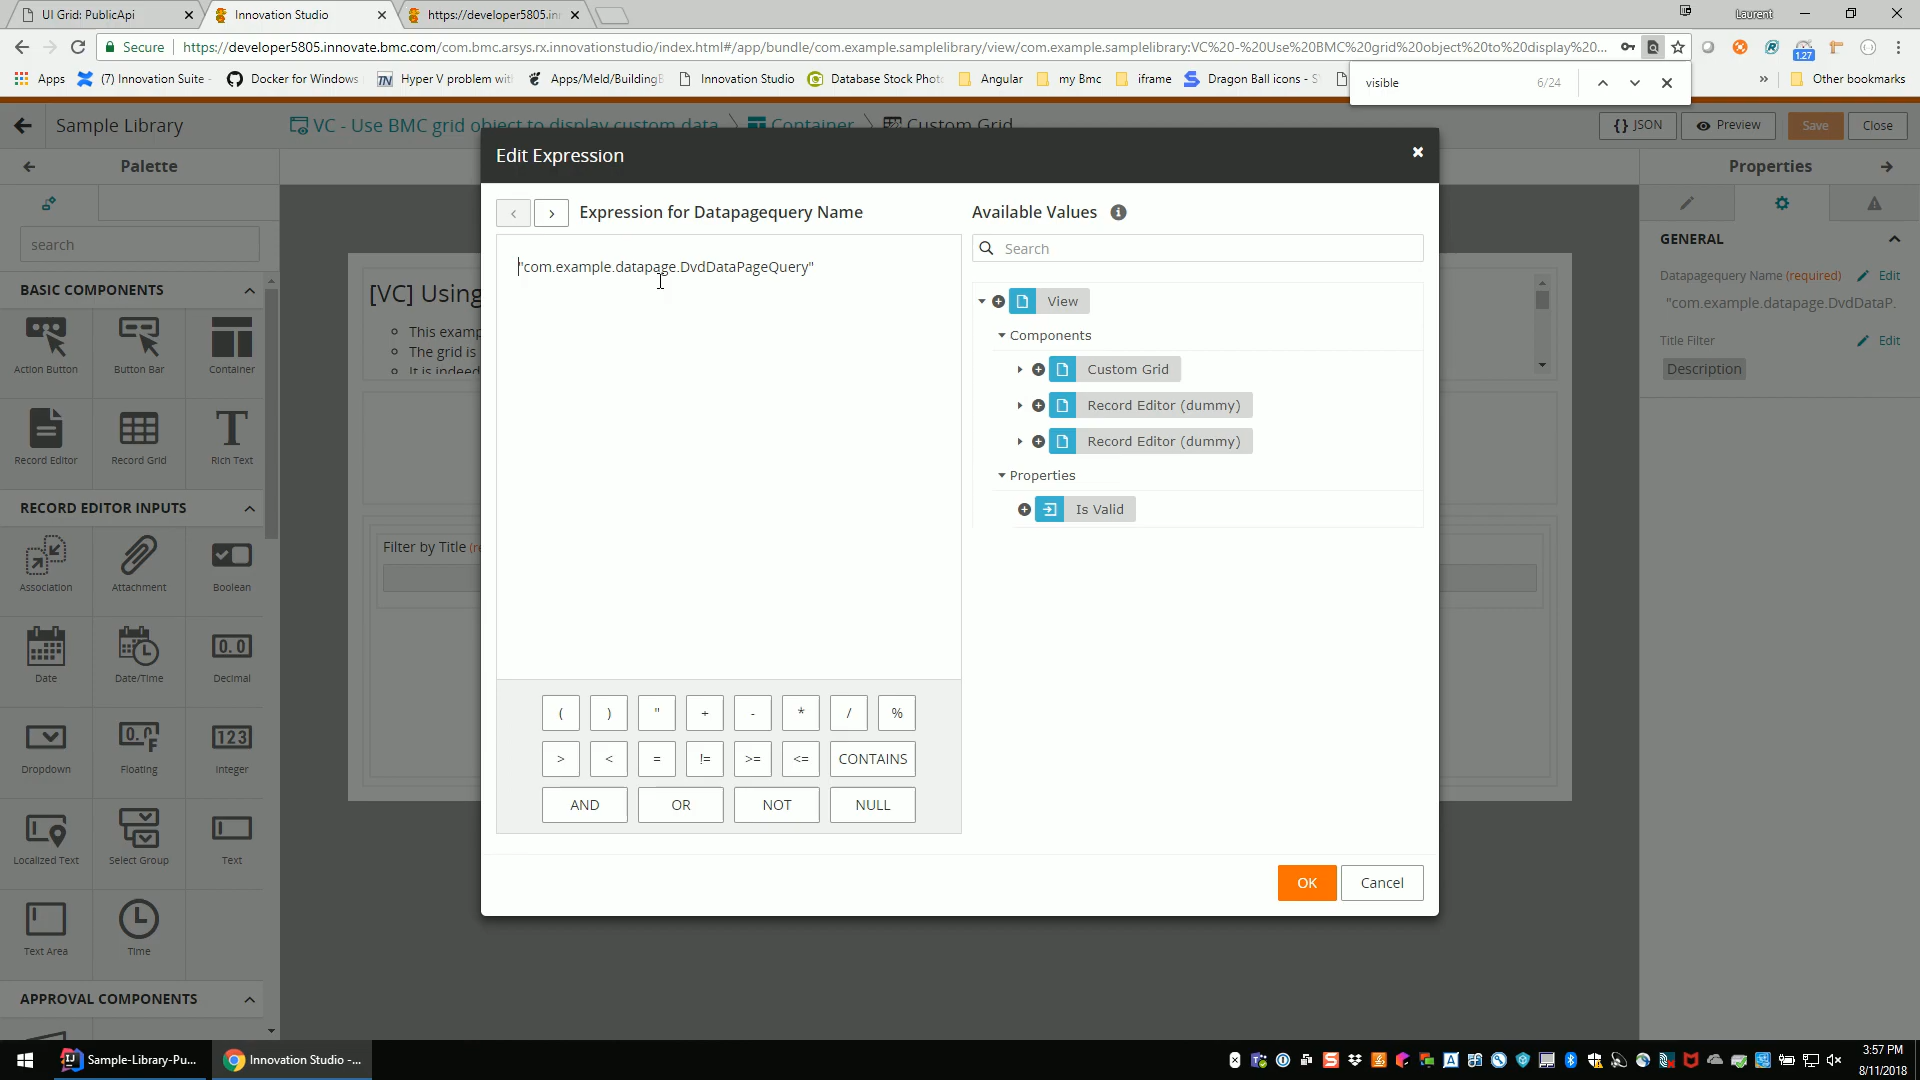 UI Grid: PublicApi
Innovation Studio
https://developer5805.in
Laurent
Secure
https://developer5805.innovate.bmc.com/com.bmc.arsys.rx.innovationstudio/index.html#/app/bundle/com.example.samplelibrary/view/com.example.samplelibrary:VC%20-%20Use%20BMC%20grid%20object%20to%20display%20...
1.27
Apps
(7) Innovation Suite -
Docker for Windows
Hyper V problem wit
Apps/Meld/Building
Innovation Studio
Database Stock Phot
Angular
my Bmc
iframe
Dragon Ball icons - S
»
Other bookmarks
visible
6/24
Sample Library
VC - Use BMC grid object to display custom data
Container
Custom Grid
{} JSON
Preview
Save
Close
Palette
search
BASIC COMPONENTS
Action Button
Button Bar
Container
Record Editor
Record Grid
Rich Text
RECORD EDITOR INPUTS
Association
Attachment
Boolean
Date
Date/Time
0.0
Decimal
Dropdown
Floating
123
Integer
Localized Text
Select Group
Text
Text Area
Time
APPROVAL COMPONENTS
[VC] Using
This examp
The grid is
It is indeed
Filter by Title
Edit Expression
Expression for Datapagequery Name
"com.example.datapage.DvdDataPageQuery"
( ) " + - * / %
> < = != >= <= CONTAINS
AND OR NOT NULL
Available Values
Search
View
Components
Custom Grid
Record Editor (dummy)
Record Editor (dummy)
Properties
Is Valid
OK
Cancel
Properties
GENERAL
Datapagequery Name (required)
Edit
"com.example.datapage.DvdDataP.
Title Filter
Edit
Description
Sample-Library-Pu...
Innovation Studio -...
3:57 PM
8/11/2018